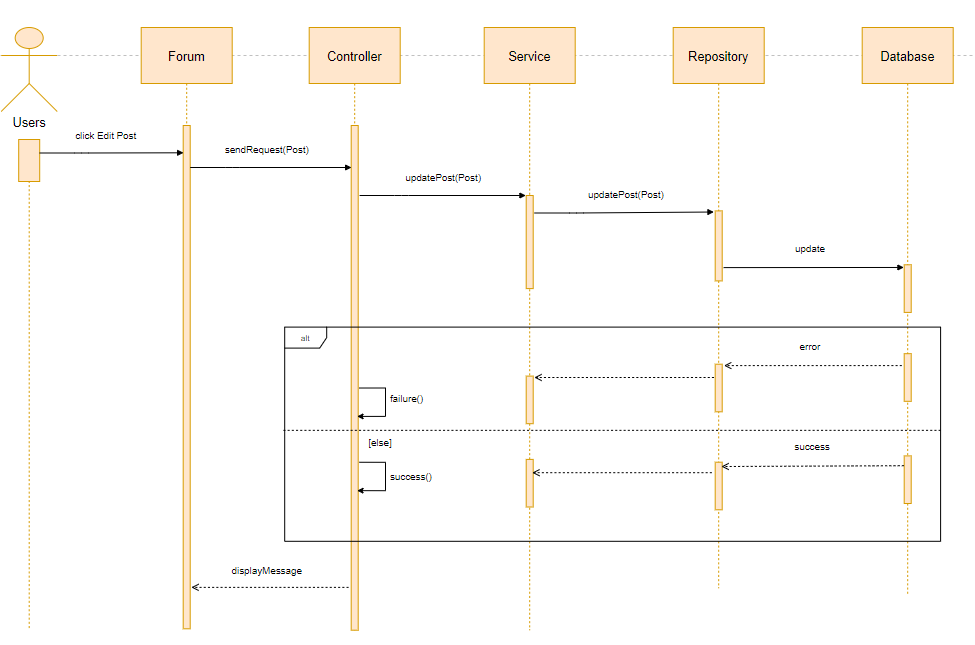 Forum
Controller
Service
Repository
Database
Users
click Edit Post
sendRequest(Post)
updatePost(Post)
updatePost(Post)
update
alt
error
failure()
[else]
success
success()
displayMessage